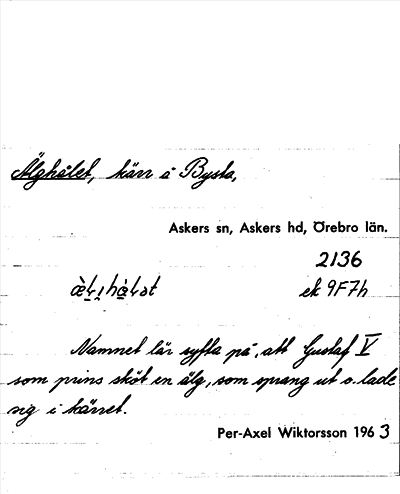 Älghålet, kärr å Bysta,
Askers sn, Askers hd, Örebro län.
2136
ek 9F7h
Namnet lär syfta på, att Gustaf V
som prins sköt en älg, som sprang ut o. lade
sig i kärret.
Per-Axel Wiktorsson 1963